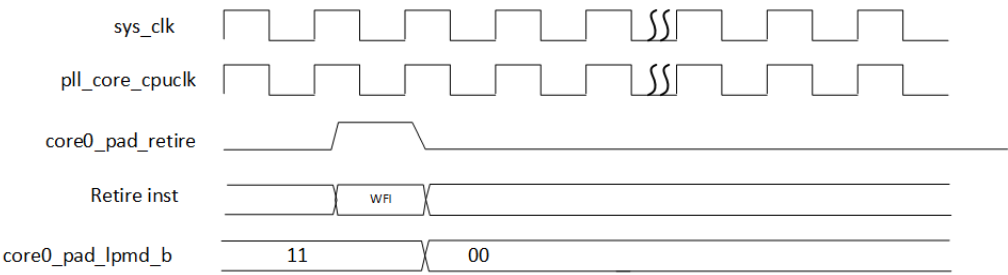 sys_clk
pll_core_cpuclk
core0_pad_retire
Retire inst
WFI
core0_pad_lpmd_b
11
00